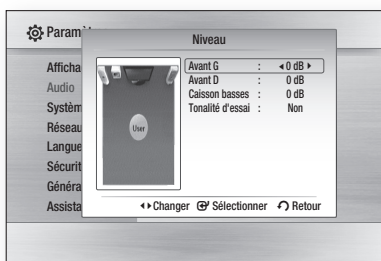 Paramè
Niveau
Afficha
Audio
Systèm
Réseau
Langue
Sécurit
Généra
Assista
User
Avant G : ◄ 0 dB ►
Avant D : 0 dB
Caisson basses : 0 dB
Tonalité d'essai : Non
◄► Changer Sélectionner Retour